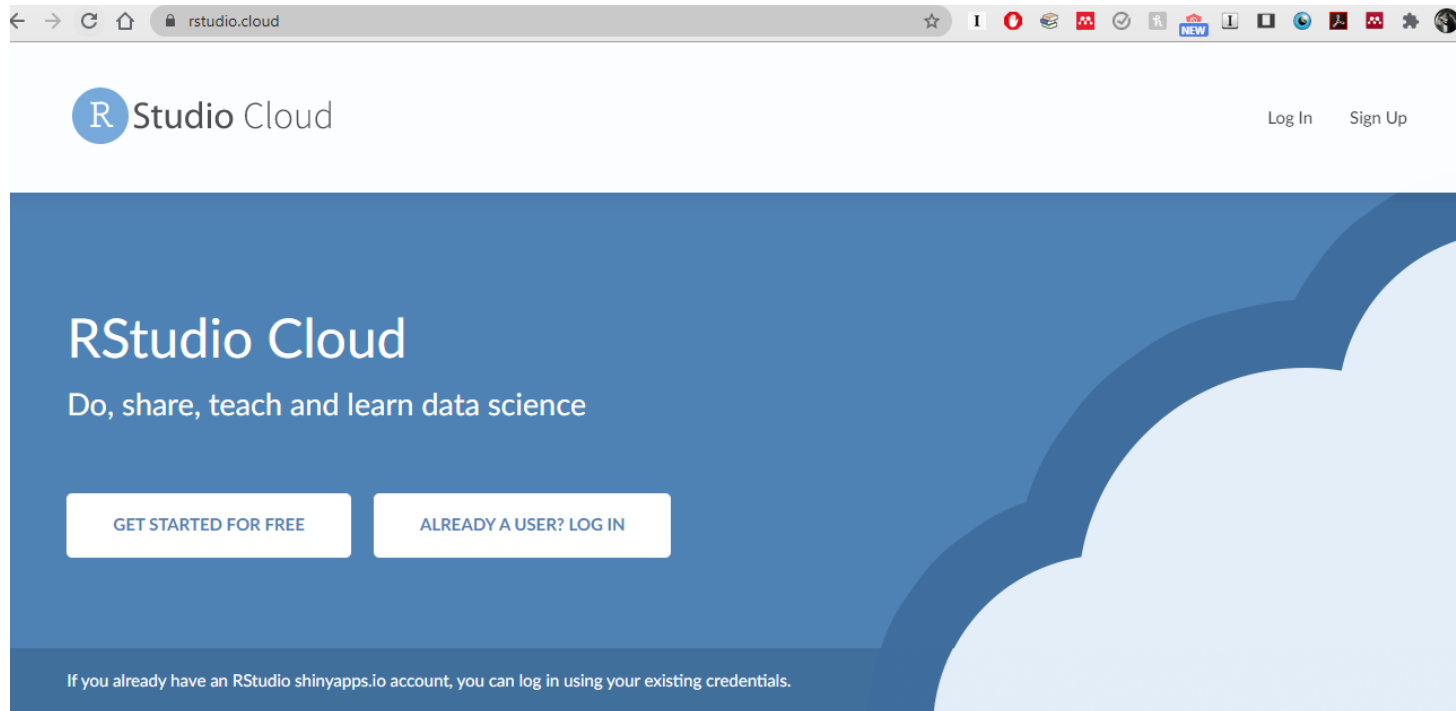 rstudio.cloud
NEW
R Studio Cloud
Log In Sign Up
RStudio Cloud
Do, share, teach and learn data science
GET STARTED FOR FREE ALREADY A USER? LOG IN
If you already have an RStudio shinyapps.io account, you can log in using your existing credentials.